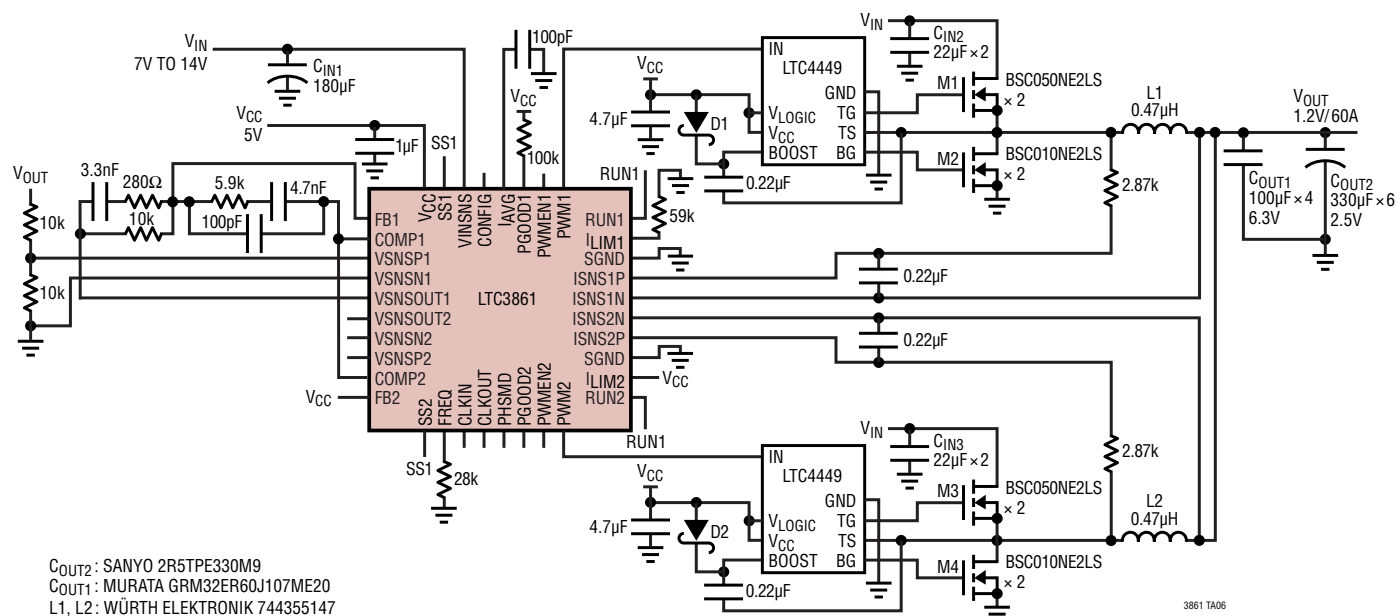 VIN
7V TO 14V
CIN1
180µF
100pF
VCC
5V
1µF
SS1
VCC
100k
VOUT
10k
10k
3.3nF
280Ω
10k
5.9k
4.7nF
100pF
VCC
SS1
VINSNS
CONFIG
IAVG
PGOOD1
PWMEN1
PWN1
FB1
COMP1
VSNSP1
VSNSN1
VSNSOUT1
VSNSOUT2
VSNSN2
VSNSP2
COMP2
FB2
LTC3861
RUN1
ILIM1
SGND
ISNS1P
ISNS1N
ISNS2N
ISNS2P
SGND
ILIM2
RUN2
SS2
FREQ
CLKIN
CLKOUT
PHSMD
PGOOD2
PWMEN2
PWM2
VCC
SS1
28k
RUN1
59k
VCC
RUN1
VCC
4.7µF
D1
0.22µF
IN
LTC4449
GND
VLOGIC
TG
VCC
TS
BOOST
BG
VIN
CIN2
22µF × 2
M1
BSC050NE2LS
× 2
M2
BSC010NE2LS
× 2
L1
0.47µH
2.87k
0.22µF
VOUT
1.2V/60A
COUT1
100µF × 4
6.3V
COUT2
330µF × 6
2.5V
0.22µF
2.87k
VCC
4.7µF
D2
0.22µF
IN
LTC4449
GND
VLOGIC
TG
VCC
TS
BOOST
BG
VIN
CIN3
22µF × 2
M3
BSC050NE2LS
× 2
M4
BSC010NE2LS
× 2
L2
0.47µH
COUT2: SANYO 2R5TPE330M9
COUT1: MURATA GRM32ER60J107ME20
L1, L2: WÜRTH ELEKTRONIK 744355147
3861 TA06